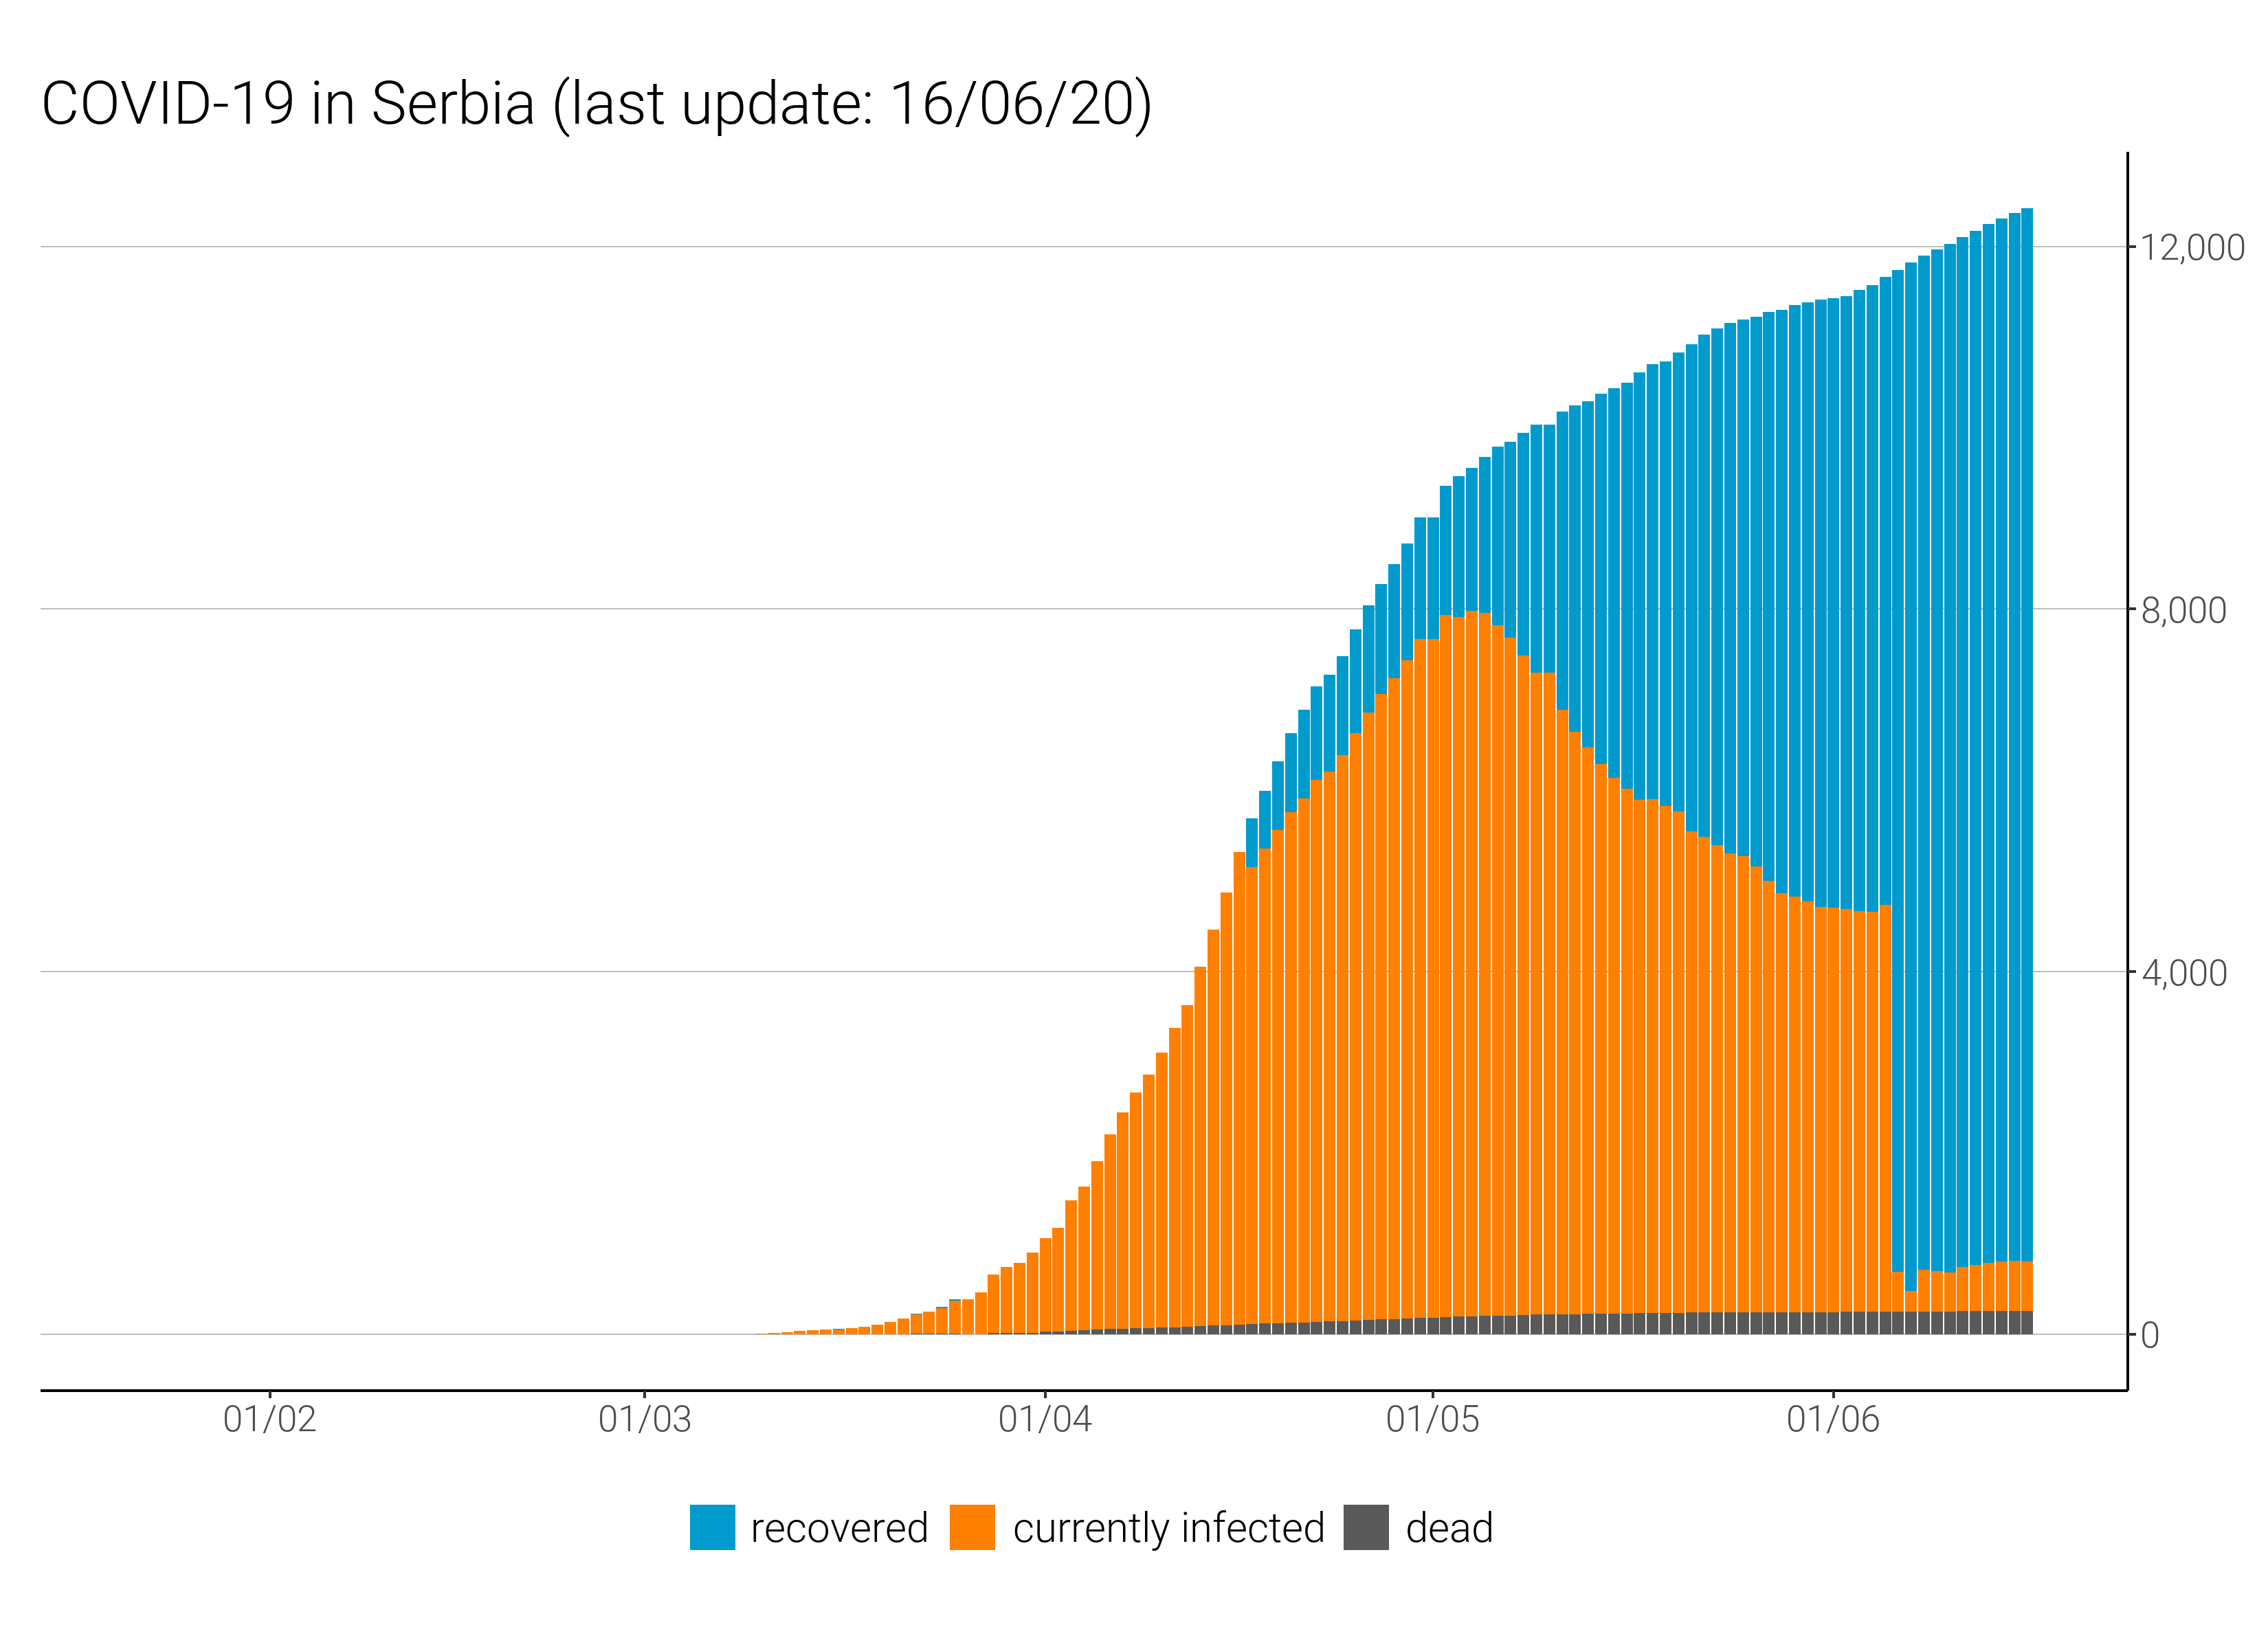 COVID-19 in Serbia (last update: 16/06/20)
12,000
8,000
4,000
0
01/02 01/03 01/04 01/05 01/06
recovered currently infected dead